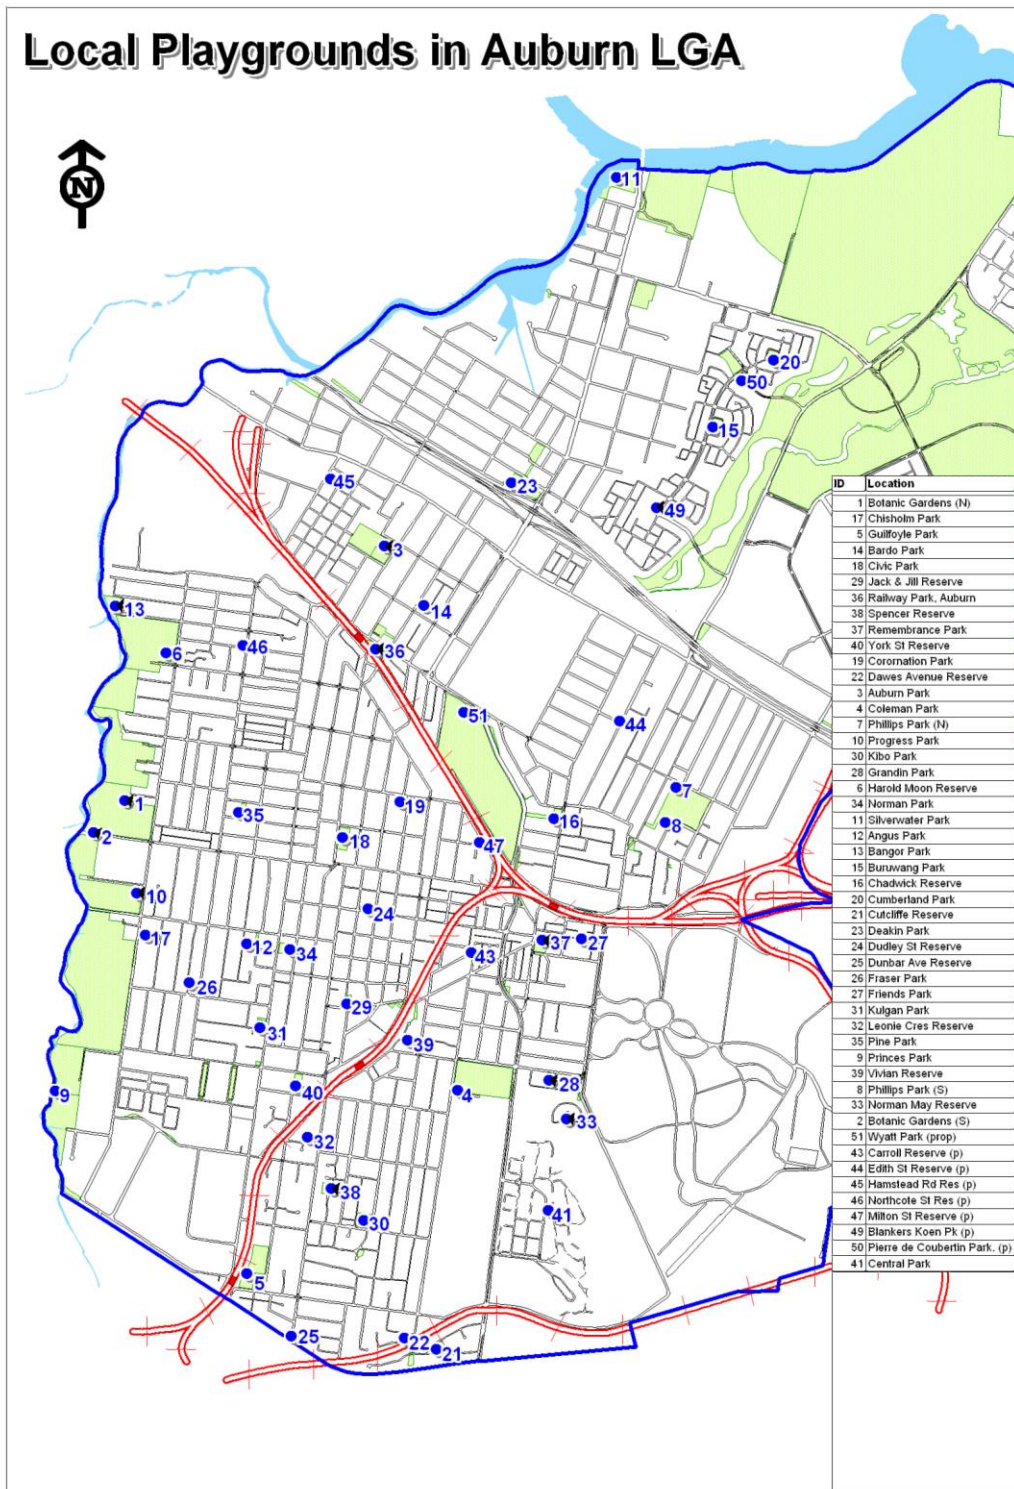 Local Playgrounds in Auburn LGA
N
11
20
50
15
45
23
49
3
13
14
46
6
36
51
44
7
1
19
35
16
8
18
2
47
10
24
17
12
34
43
37
27
26
29
31
39
9
40
4
28
33
32
38
30
41
5
25
22
21
ID Location
1 Botanic Gardens (N)
17 Chisholm Park
5 Guilfoyle Park
14 Bardo Park
18 Civic Park
29 Jack & Jill Reserve
36 Railway Park, Auburn
38 Spencer Reserve
37 Remembrance Park
40 York St Reserve
19 Corornation Park
22 Dawes Avenue Reserve
3 Auburn Park
4 Coleman Park
7 Phillips Park (N)
10 Progress Park
30 Kibo Park
28 Grandin Park
6 Harold Moon Reserve
34 Norman Park
11 Silverwater Park
12 Angus Park
13 Bangor Park
15 Buruwang Park
16 Chadwick Reserve
20 Cumberland Park
21 Cutcliffe Reserve
23 Deakin Park
24 Dudley St Reserve
25 Dunbar Ave Reserve
26 Fraser Park
27 Friends Park
31 Kulgan Park
32 Leonie Cres Reserve
35 Pine Park
9 Princes Park
39 Vivian Reserve
8 Phillips Park (S)
33 Norman May Reserve
2 Botanic Gardens (S)
51 Wyatt Park (prop)
43 Carroll Reserve (p)
44 Edith St Reserve (p)
45 Hamstead Rd Res (p)
46 Northcote St Res (p)
47 Milton St Reserve (p)
49 Blankers Koen Pk (p)
50 Pierre de Coubertin Park. (p)
41 Central Park